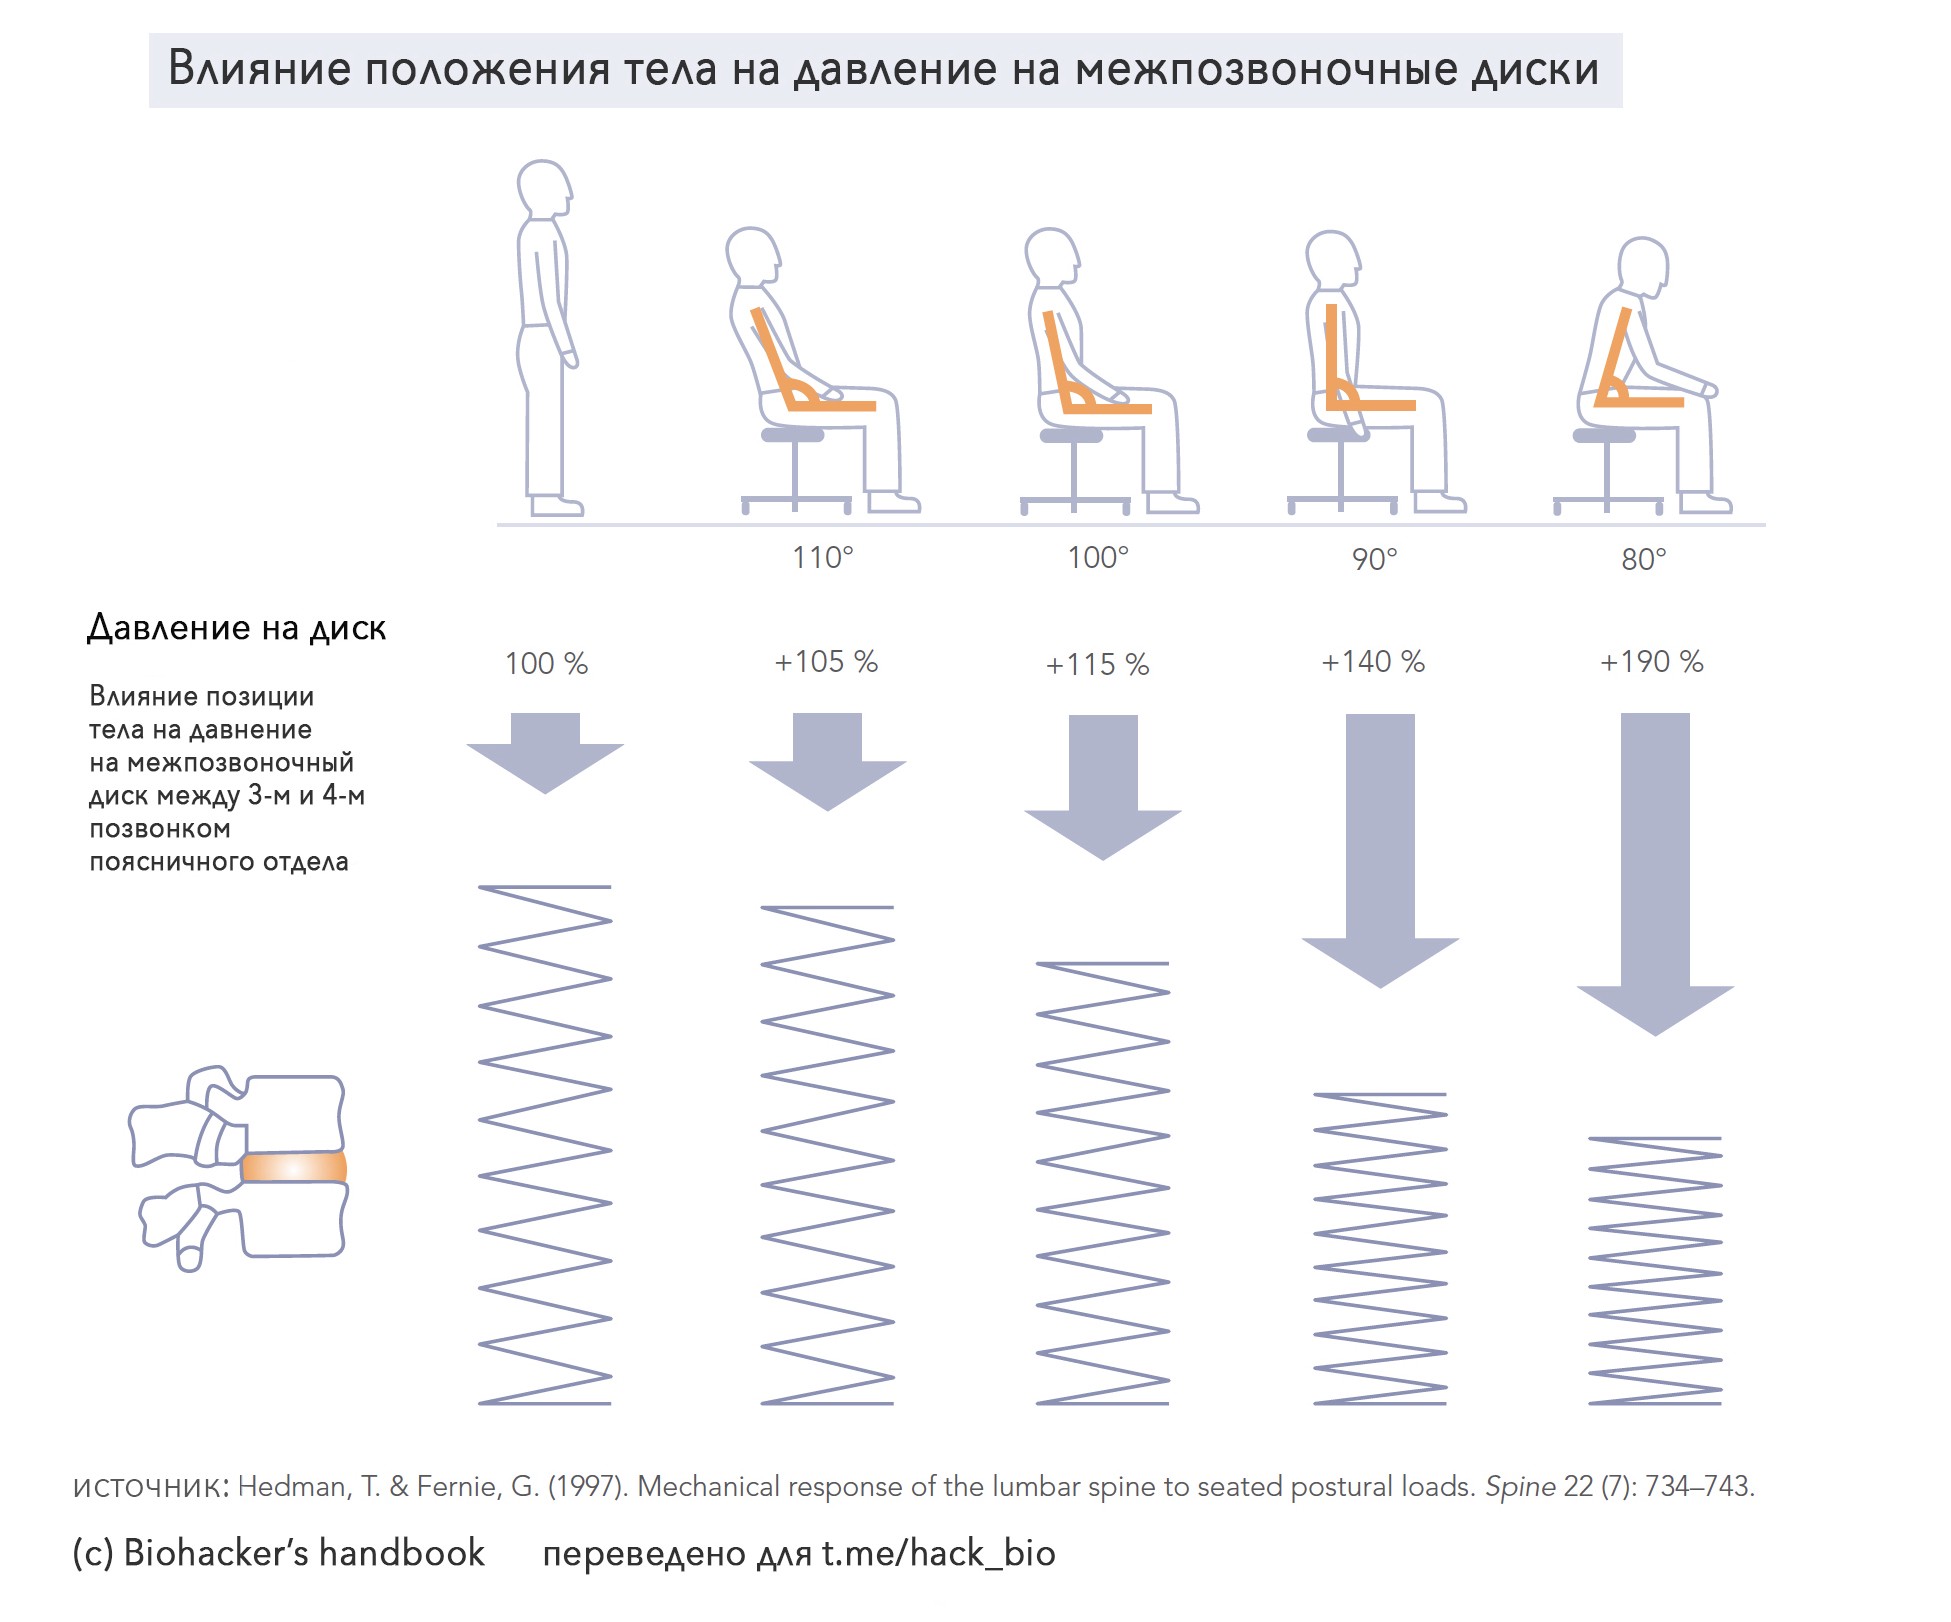 Влияние положения тела на давление на межпозвоночные диски
110° 100° 90° 80°
Давление на диск
100 % +105 % +115 % +140 % +190 %
Влияние позиции
тела на давнение
на межпозвоночный
диск между 3-м и 4-м
позвонком
поясничного отдела
источник: Hedman, T. & Fernie, G. (1997). Mechanical response of the lumbar spine to seated postural loads. Spine 22 (7): 734–743.
(c) Biohacker’s handbook переведено для t.me/hack_bio